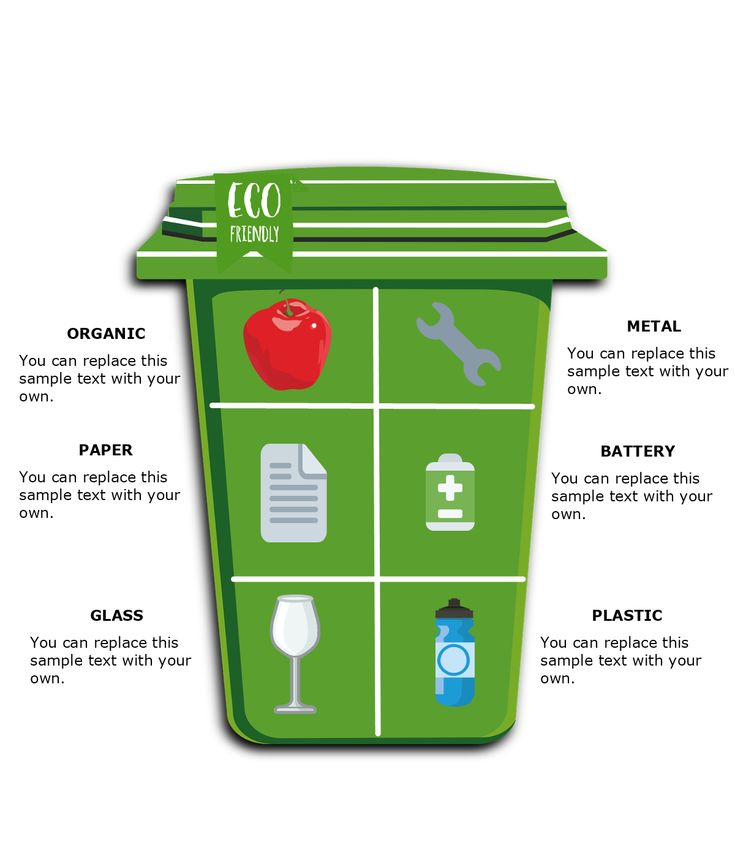 ECO
FRIENDLY
ORGANIC
You can replace this
sample text with your
own.
METAL
You can replace this
sample text with your
own.
PAPER
You can replace this
sample text with your
own.
BATTERY
You can replace this
sample text with your
own.
GLASS
You can replace this
sample text with your
own.
PLASTIC
You can replace this
sample text with your
own.